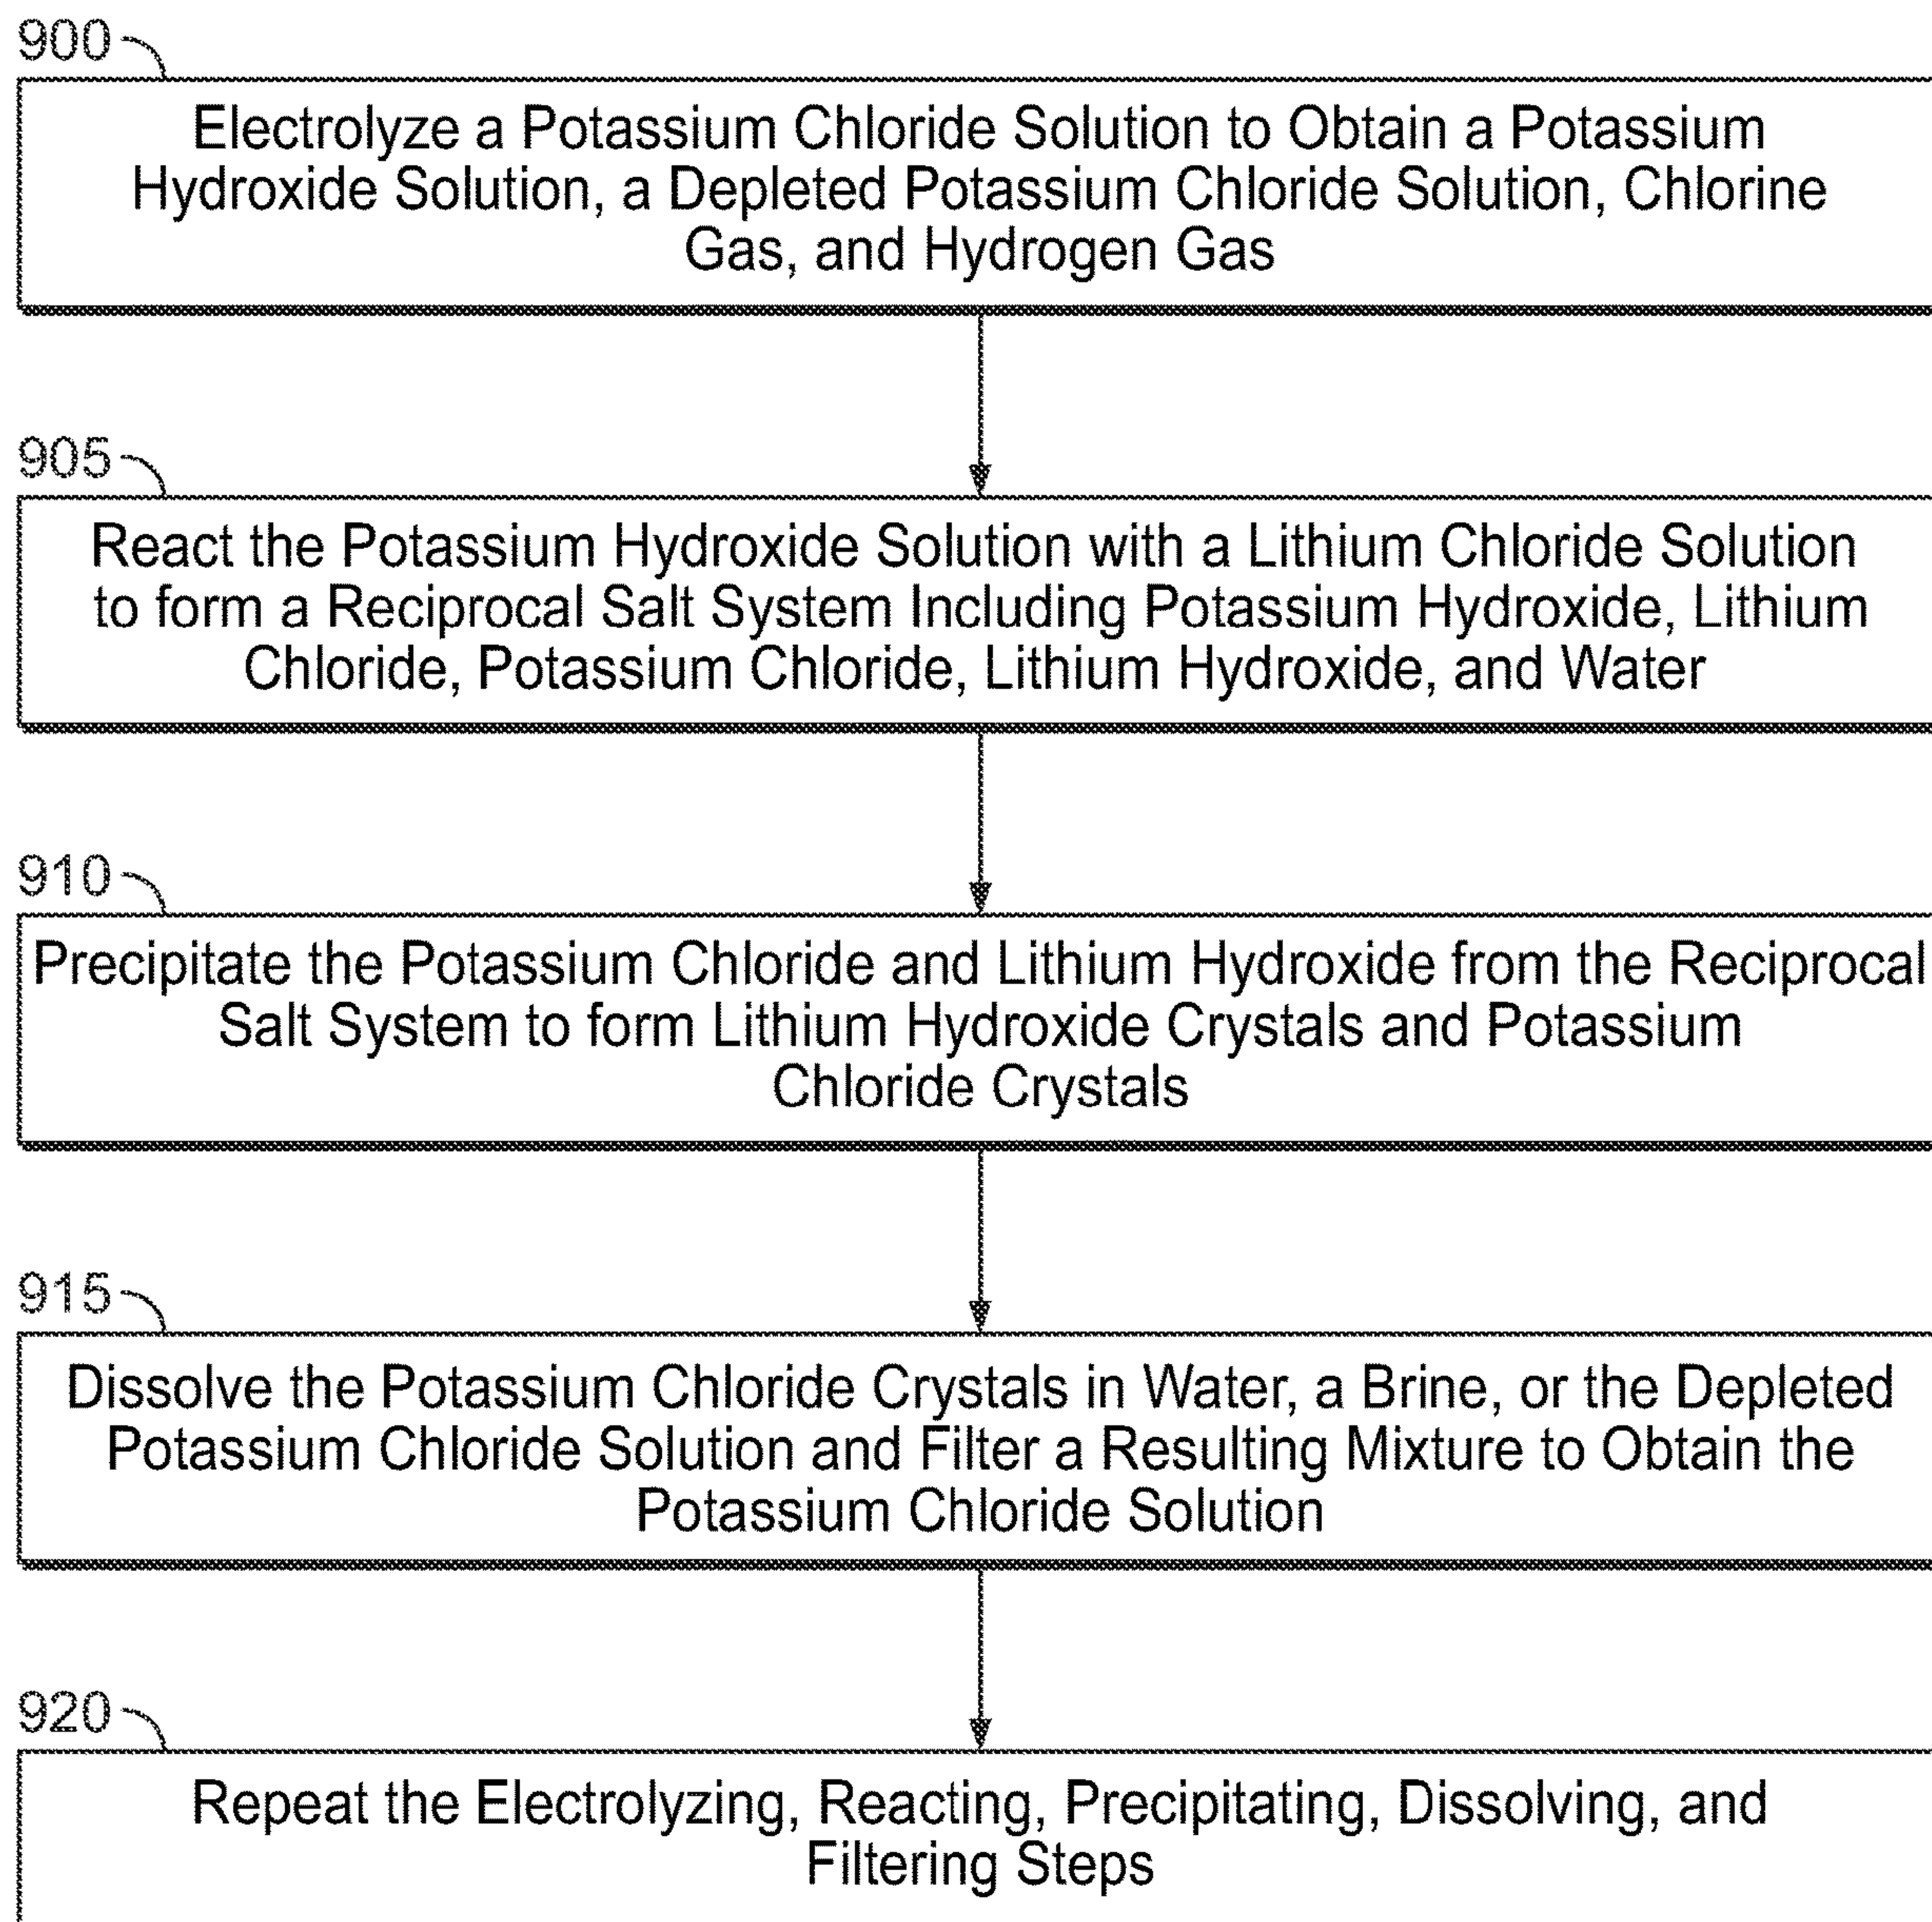 900
Electrolyze a Potassium Chloride Solution to Obtain a Potassium
Hydroxide Solution, a Depleted Potassium Chloride Solution, Chlorine
Gas, and Hydrogen Gas
905
React the Potassium Hydroxide Solution with a Lithium Chloride Solution
to form a Reciprocal Salt System Including Potassium Hydroxide, Lithium
Chloride, Potassium Chloride, Lithium Hydroxide, and Water
910
Precipitate the Potassium Chloride and Lithium Hydroxide from the Reciprocal
Salt System to form Lithium Hydroxide Crystals and Potassium
Chloride Crystals
915
Dissolve the Potassium Chloride Crystals in Water, a Brine, or the Depleted
Potassium Chloride Solution and Filter a Resulting Mixture to Obtain the
Potassium Chloride Solution
920
Repeat the Electrolyzing, Reacting, Precipitating, Dissolving, and
Filtering Steps